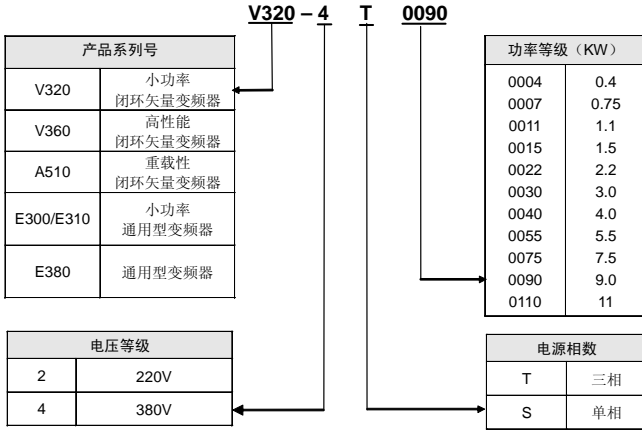 V320 – 4 T 0090
产品系列号
V320 小功率
闭环矢量变频器
V360 高性能
闭环矢量变频器
A510 重载性
闭环矢量变频器
E300/E310 小功率
通用型变频器
E380 通用型变频器
电压等级
2 220V
4 380V
功率等级（KW）
0004 0.4
0007 0.75
0011 1.1
0015 1.5
0022 2.2
0030 3.0
0040 4.0
0055 5.5
0075 7.5
0090 9.0
0110 11
电源相数
T 三相
S 单相